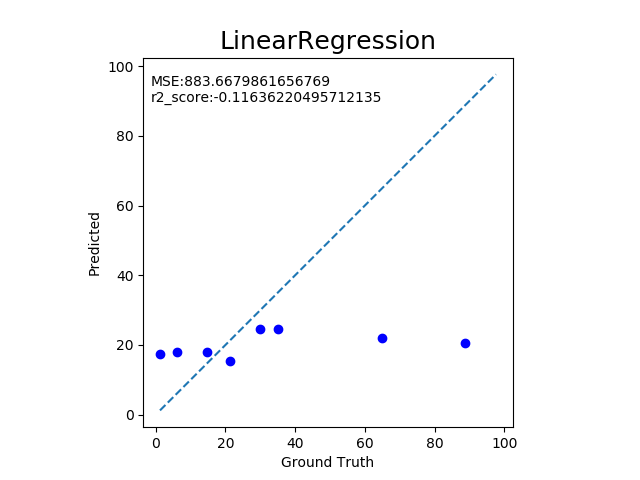 LinearRegression
MSE:883.6679861656769
r2_score:-0.11636220495712135
100
80
60
40
20
0
Predicted
0 20 40 60 80 100
Ground Truth